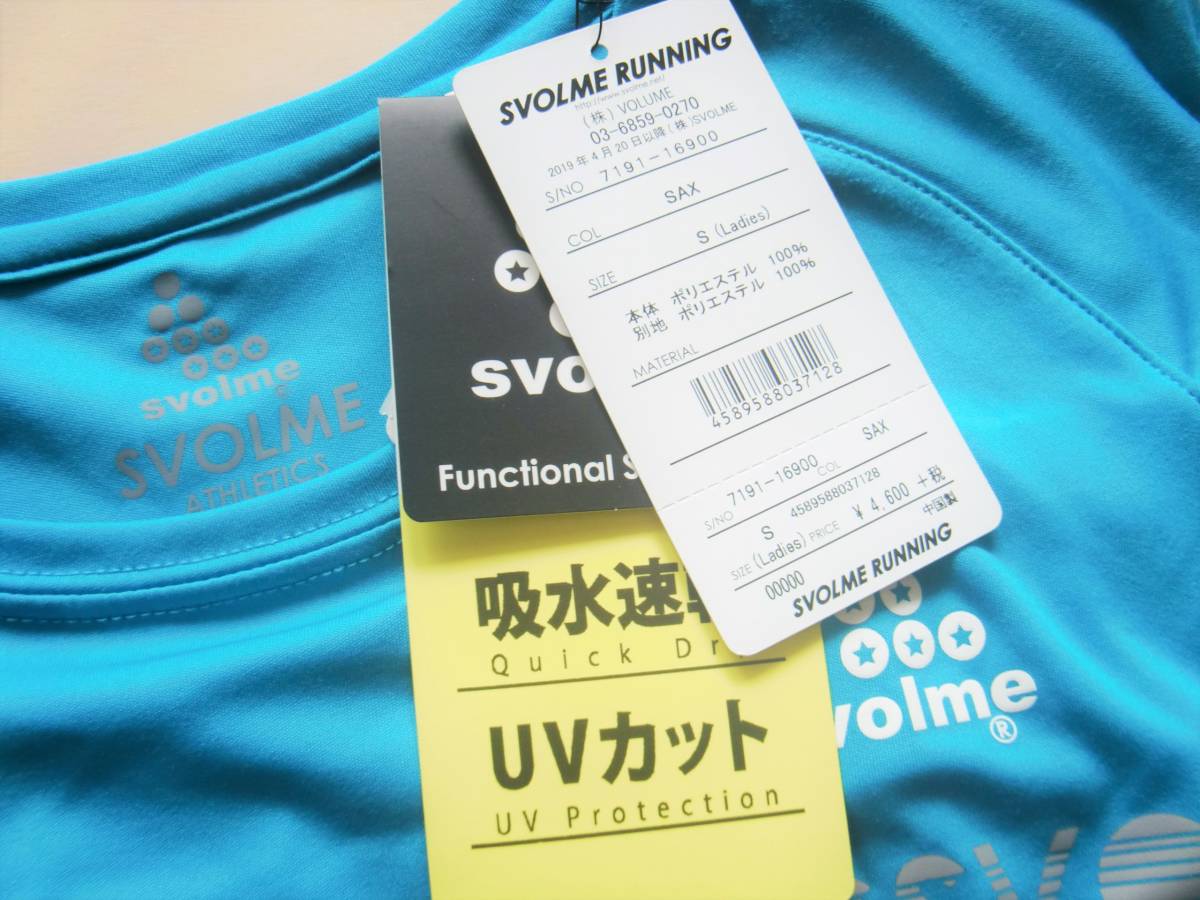 SVOLME RUNNING
http://www.svolme.net/
(株) VOLUME
03-6859-0270
2019年4月20日以降(株)SVOLME
S/NO 7191-16900
COL SAX
SIZE S (Ladies)
本体 ポリエステル 100%
別地 ポリエステル 100%
MATERIAL
4589588037128
S/NO 7191-16900 COL SAX
S 4589588037128
SIZE (Ladies) PRICE ¥ 4,600 +税
00000 中国製
SVOLME RUNNING
svolme
SVOLME
ATHLETICS
svo
Functional S
吸水速
Quick Dr
UVカット
UV Protection
volme®